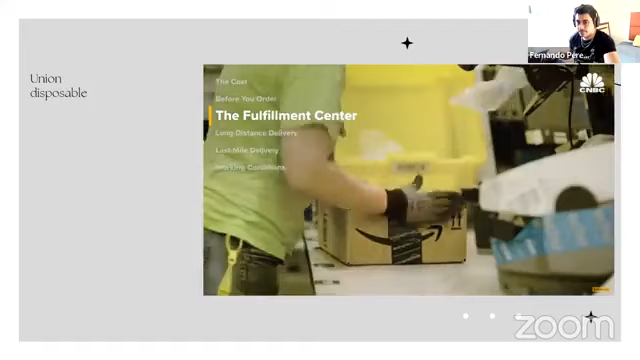 Fernando Pere...
Union
disposable
The Cost
Before You Order
The Fulfillment Center
Long-Distance Delivery
Last-Mile Delivery
Working Conditions
CNBC
zoom